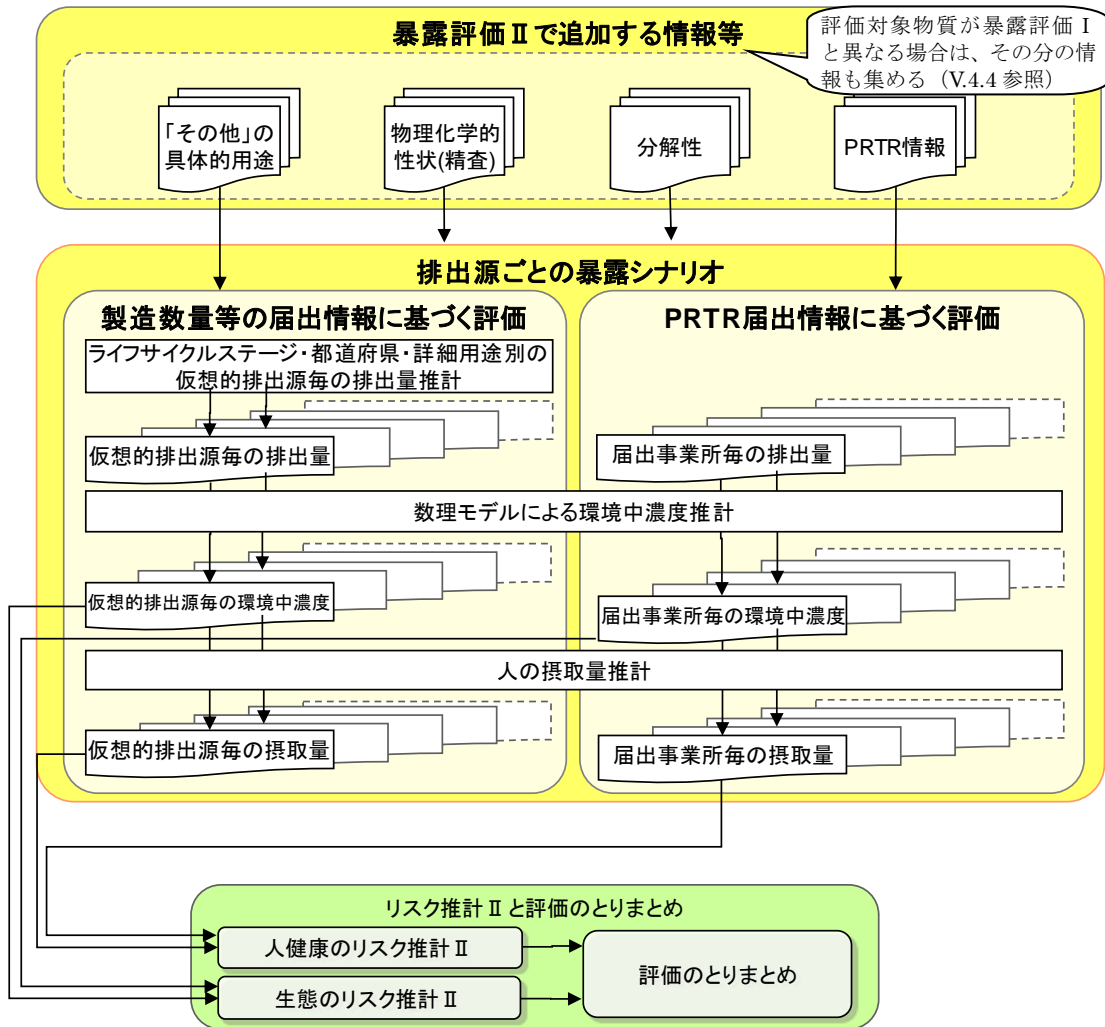 暴露評価Ⅱで追加する情報等
評価対象物質が暴露評価Ⅰ
と異なる場合は、その分の情
報も集める（V.4.4 参照）
「その他」の
具体的用途
物理化学的
性状(精査)
分解性
PRTR情報
排出源ごとの暴露シナリオ
製造数量等の届出情報に基づく評価
ライフサイクルステージ・都道府県・詳細用途別の
仮想的排出源毎の排出量推計
仮想的排出源毎の排出量
PRTR届出情報に基づく評価
届出事業所毎の排出量
数理モデルによる環境中濃度推計
仮想的排出源毎の環境中濃度
届出事業所毎の環境中濃度
人の摂取量推計
仮想的排出源毎の摂取量
届出事業所毎の摂取量
リスク推計Ⅱと評価のとりまとめ
人健康のリスク推計Ⅱ
生態のリスク推計Ⅱ
評価のとりまとめ